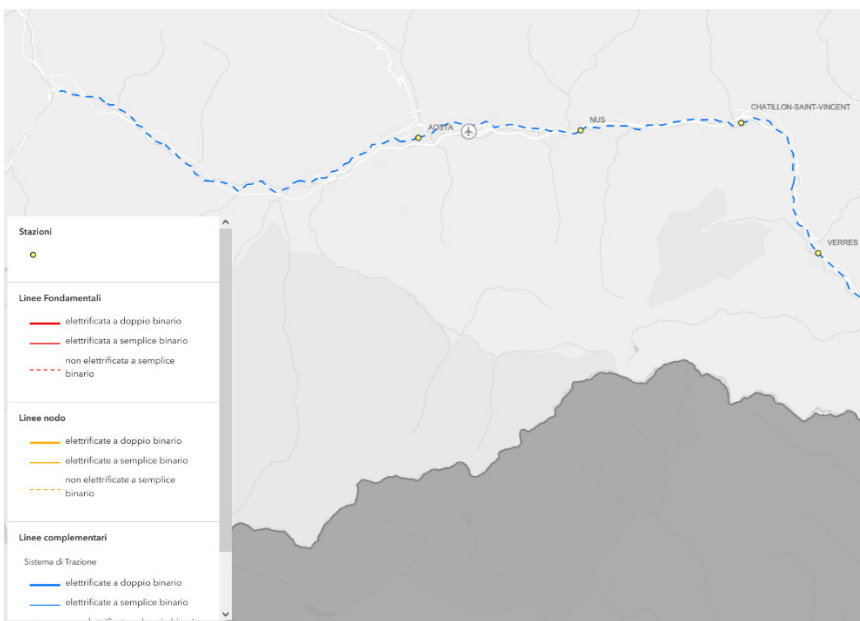 CHATILLON-SAINT-VINCENT
AOSTA
NUS
VERRES
Stazioni
Linee Fondamentali
elettrificata a doppio binario
elettrificata a semplice binario
non elettrificata a semplice
binario
Linee nodo
elettrificate a doppio binario
elettrificate a semplice binario
non elettrificate a semplice
binario
Linee complementari
Sistema di Trazione
elettrificate a doppio binario
elettrificate a semplice binario